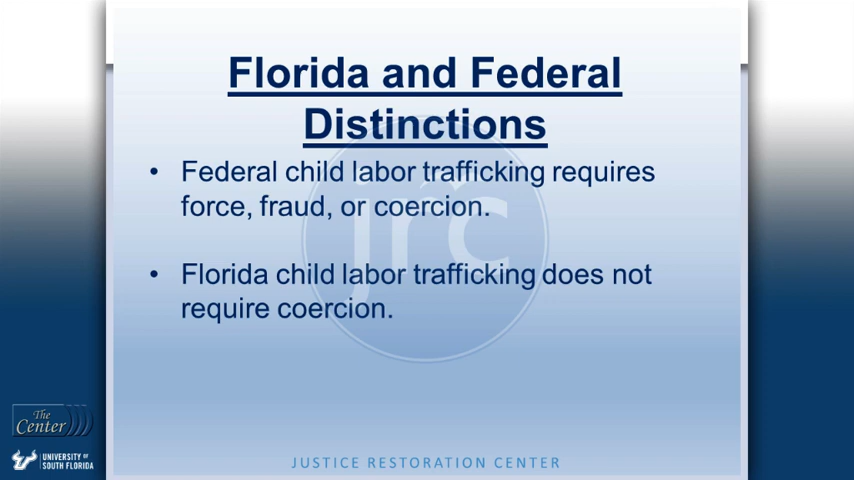 Florida and Federal
Distinctions
• Federal child labor trafficking requires
force, fraud, or coercion.
• Florida child labor trafficking does not
require coercion.
jrc
The
Center
UNIVERSITY OF
SOUTH FLORIDA
JUSTICE RESTORATION CENTER